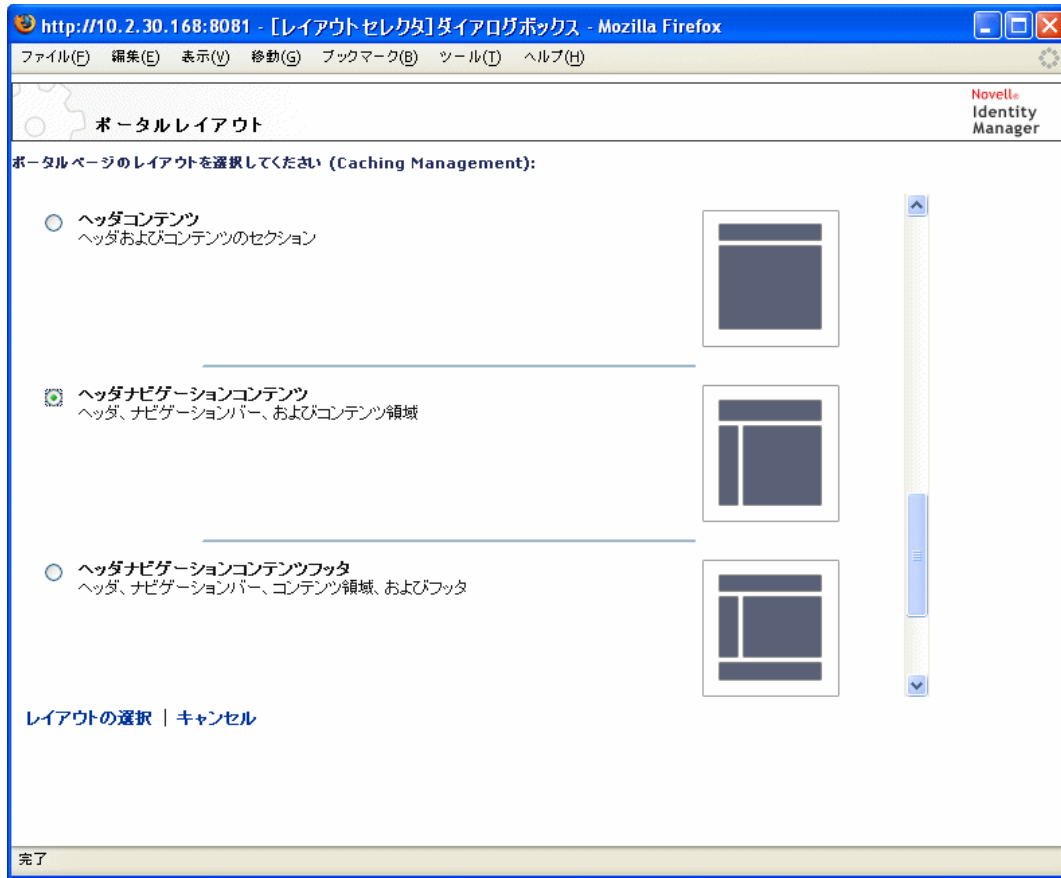 http://10.2.30.168:8081 - [レイアウトセレクタ]ダイアログボックス - Mozilla Firefox
ファイル(F) 編集(E) 表示(V) 移動(G) ブックマーク(B) ツール(T) ヘルプ(H)
ポータルレイアウト
Novell®
Identity
Manager
ポータルページのレイアウトを選択してください (Caching Management):
ヘッダコンテンツ
ヘッダおよびコンテンツのセクション
ヘッダナビゲーションコンテンツ
ヘッダ、ナビゲーションバー、およびコンテンツ領域
ヘッダナビゲーションコンテンツフッタ
ヘッダ、ナビゲーションバー、コンテンツ領域、およびフッタ
レイアウトの選択 | キャンセル
完了